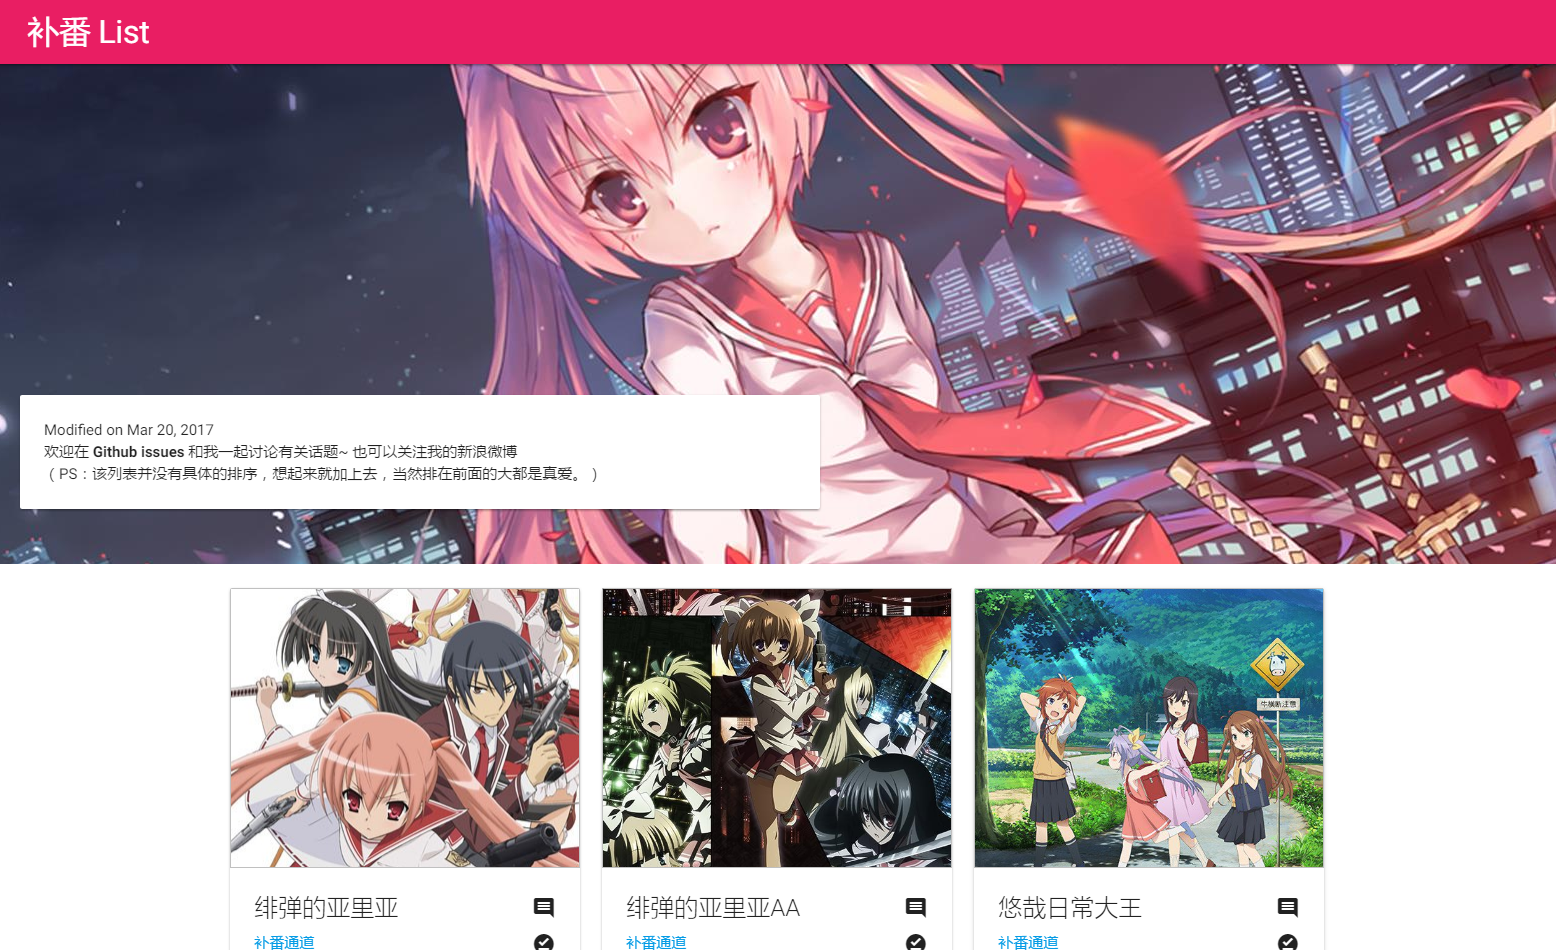 补番 List
Modified on Mar 20, 2017
欢迎在 Github issues 和我一起讨论有关话题~ 也可以关注我的新浪微博
（ PS：该列表并没有具体的排序，想起来就加上去，当然排在前面的大都是真爱。）
牛横断注意
绯弹的亚里亚
补番通道
绯弹的亚里亚AA
补番通道
悠哉日常大王
补番通道